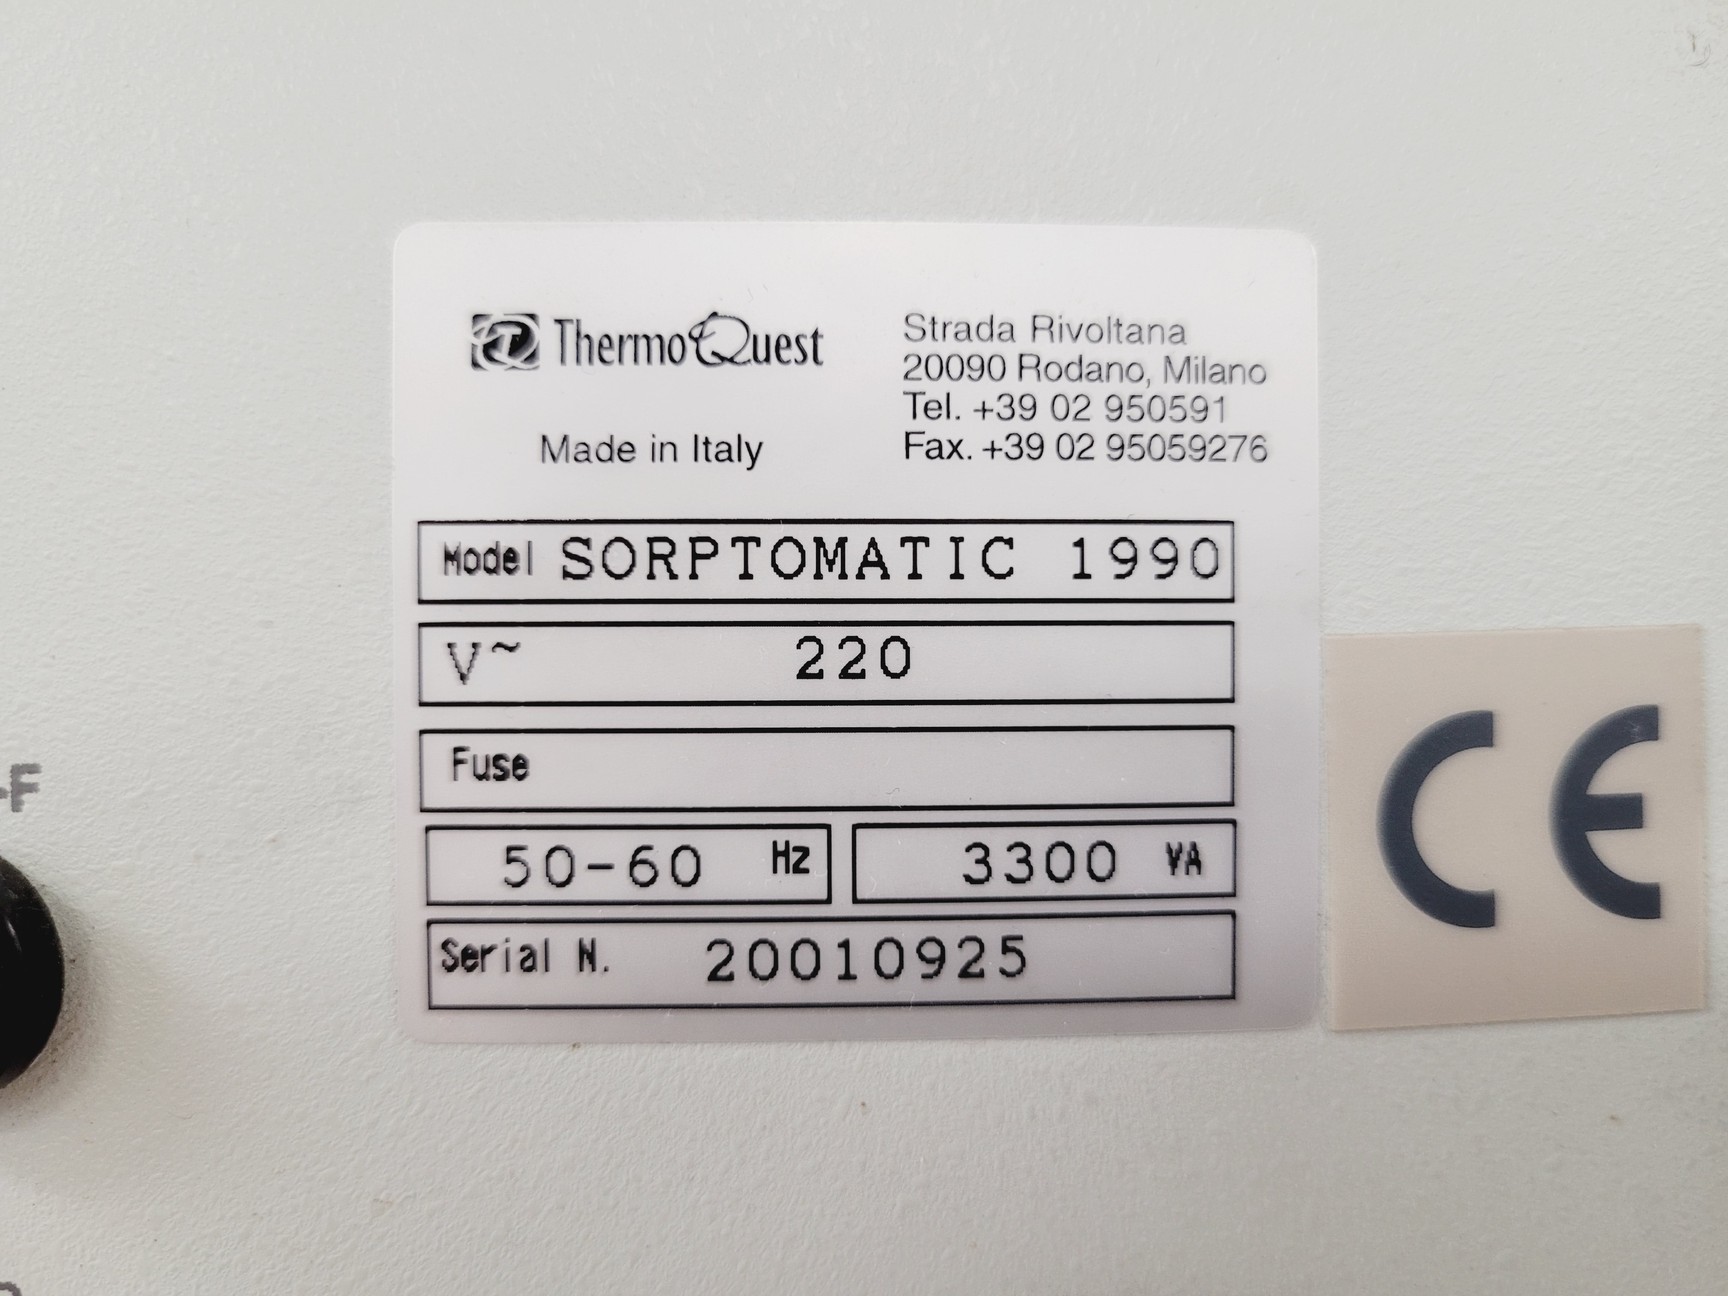 ThermoQuest
Made in Italy
Strada Rivoltana
20090 Rodano, Milano
Tel. +39 02 950591
Fax. +39 02 95059276
Model SORPTOMATIC 1990
V~ 220
Fuse
50-60 Hz
3300 VA
Serial N. 20010925
CE
-F